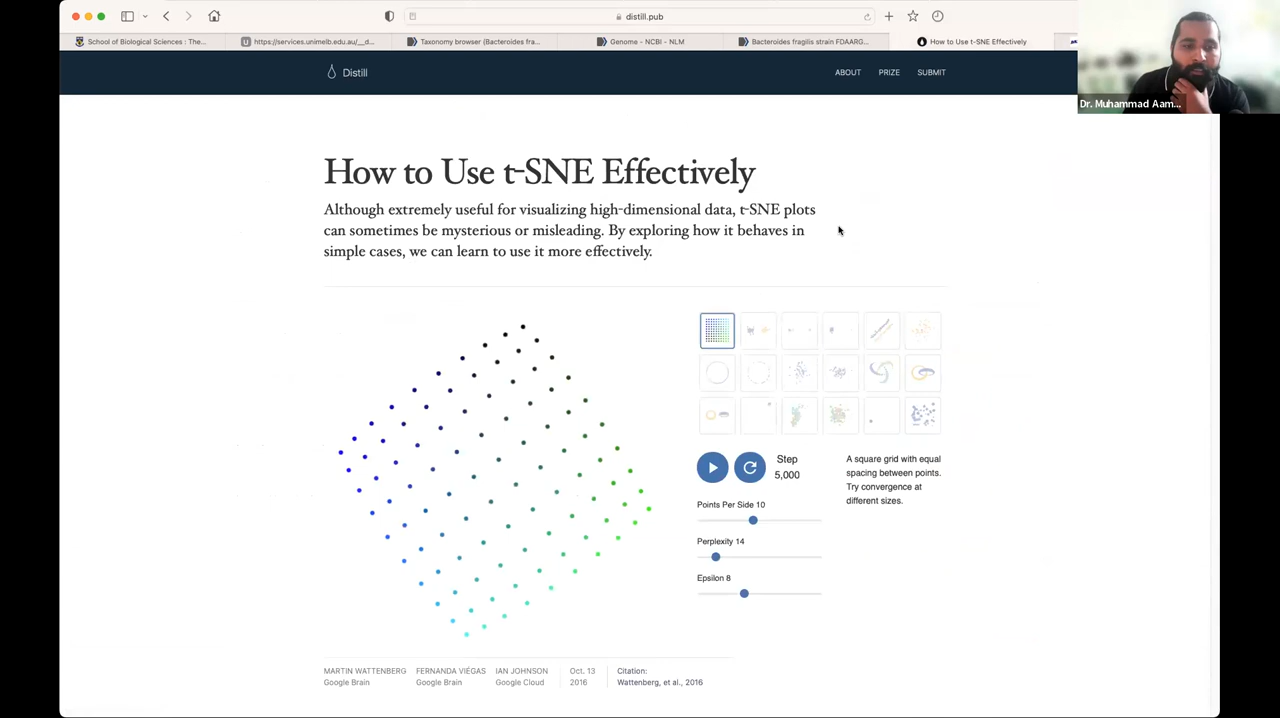 distill.pub
School of Biological Sciences : The...
https://services.unimelb.edu.au/__d...
Taxonomy browser (Bacteroides fra...
Genome - NCBI - NLM
Bacteroides fragilis strain FDAARG...
How to Use t-SNE Effectively
Dr. Muhammad Aam...
Distill
ABOUT
PRIZE
SUBMIT
How to Use t-SNE Effectively
Although extremely useful for visualizing high-dimensional data, t-SNE plots
can sometimes be mysterious or misleading. By exploring how it behaves in
simple cases, we can learn to use it more effectively.
Step
5,000
A square grid with equal
spacing between points.
Try convergence at
different sizes.
Points Per Side 10
Perplexity 14
Epsilon 8
MARTIN WATTENBERG
Google Brain
FERNANDA VIÉGAS
Google Brain
IAN JOHNSON
Google Cloud
Oct. 13
2016
Citation:
Wattenberg, et al., 2016